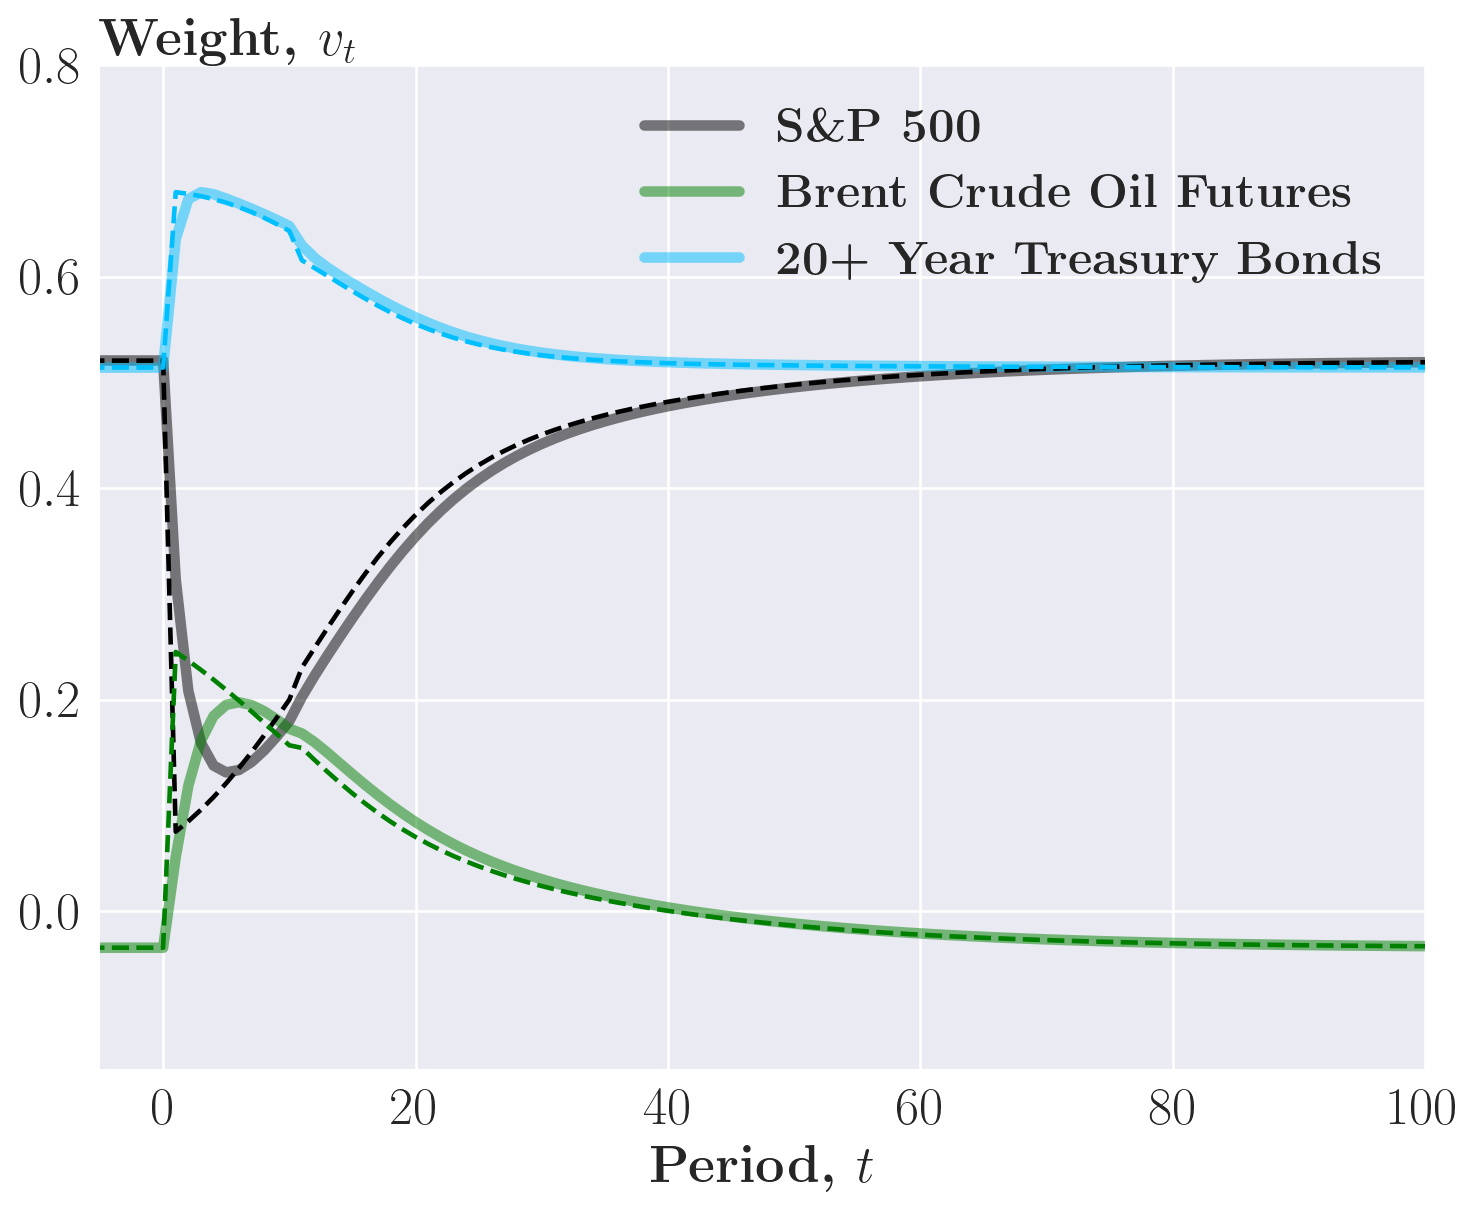 Weight, v_t
0.8
0.6
0.4
0.2
0.0
S&P 500
Brent Crude Oil Futures
20+ Year Treasury Bonds
0 20 40 60 80 100
Period, t